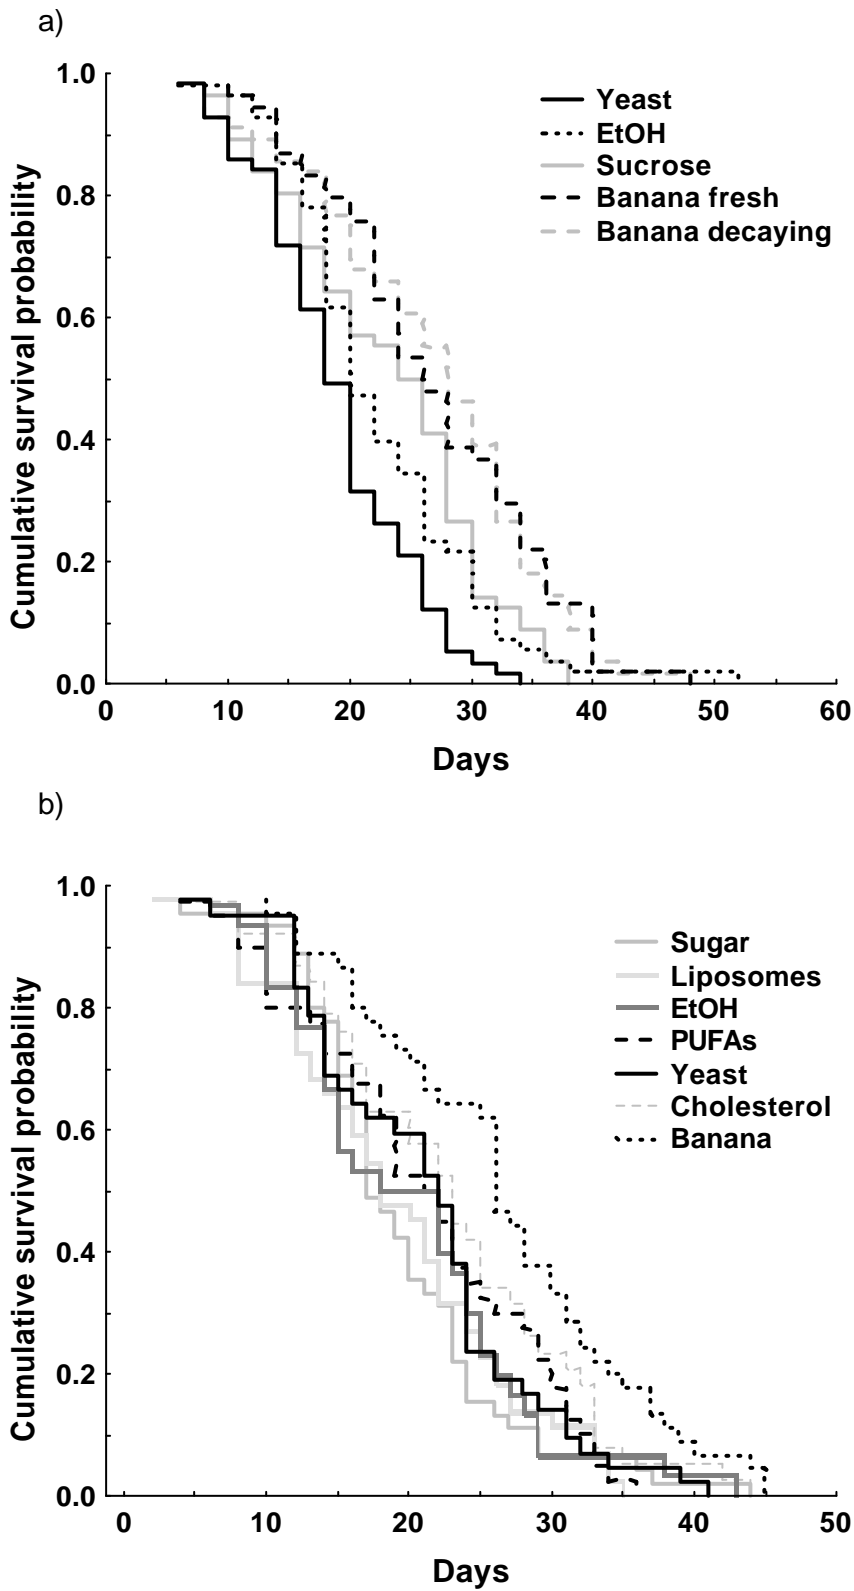 a)
Cumulative survival probability
1.0
0.8
0.6
0.4
0.2
0.0
0 10 20 30 40 50 60
Days
Yeast
EtOH
Sucrose
Banana fresh
Banana decaying
b)
Cumulative survival probability
1.0
0.8
0.6
0.4
0.2
0.0
0 10 20 30 40 50
Days
Sugar
Liposomes
EtOH
PUFAs
Yeast
Cholesterol
Banana